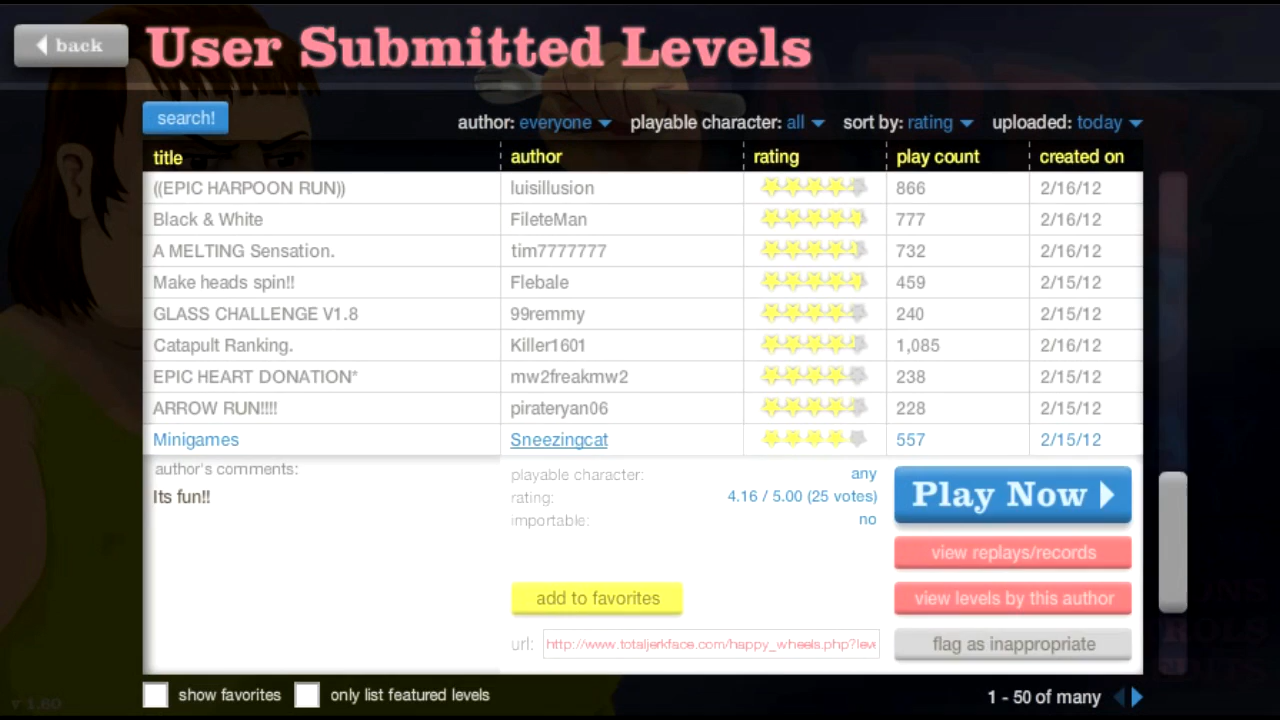 back
User Submitted Levels
search!
author: everyone playable character: all sort by: rating uploaded: today
title author rating play count created on
((EPIC HARPOON RUN)) luisillusion 866 2/16/12
Black & White FileteMan 777 2/16/12
A MELTING Sensation. tim7777777 732 2/16/12
Make heads spin!! Flebale 459 2/15/12
GLASS CHALLENGE V1.8 99remmy 240 2/15/12
Catapult Ranking. Killer1601 1,085 2/16/12
EPIC HEART DONATION* mw2freakmw2 238 2/15/12
ARROW RUN!!!! pirateryan06 228 2/15/12
Minigames Sneezingcat 557 2/15/12
author's comments:
Its fun!!
playable character: any
rating: 4.16 / 5.00 (25 votes)
importable: no
Play Now
view replays/records
add to favorites
view levels by this author
url: http://www.totaljerkface.com/happy_wheels.php?lev
flag as inappropriate
show favorites only list featured levels
1 - 50 of many
v 1.60